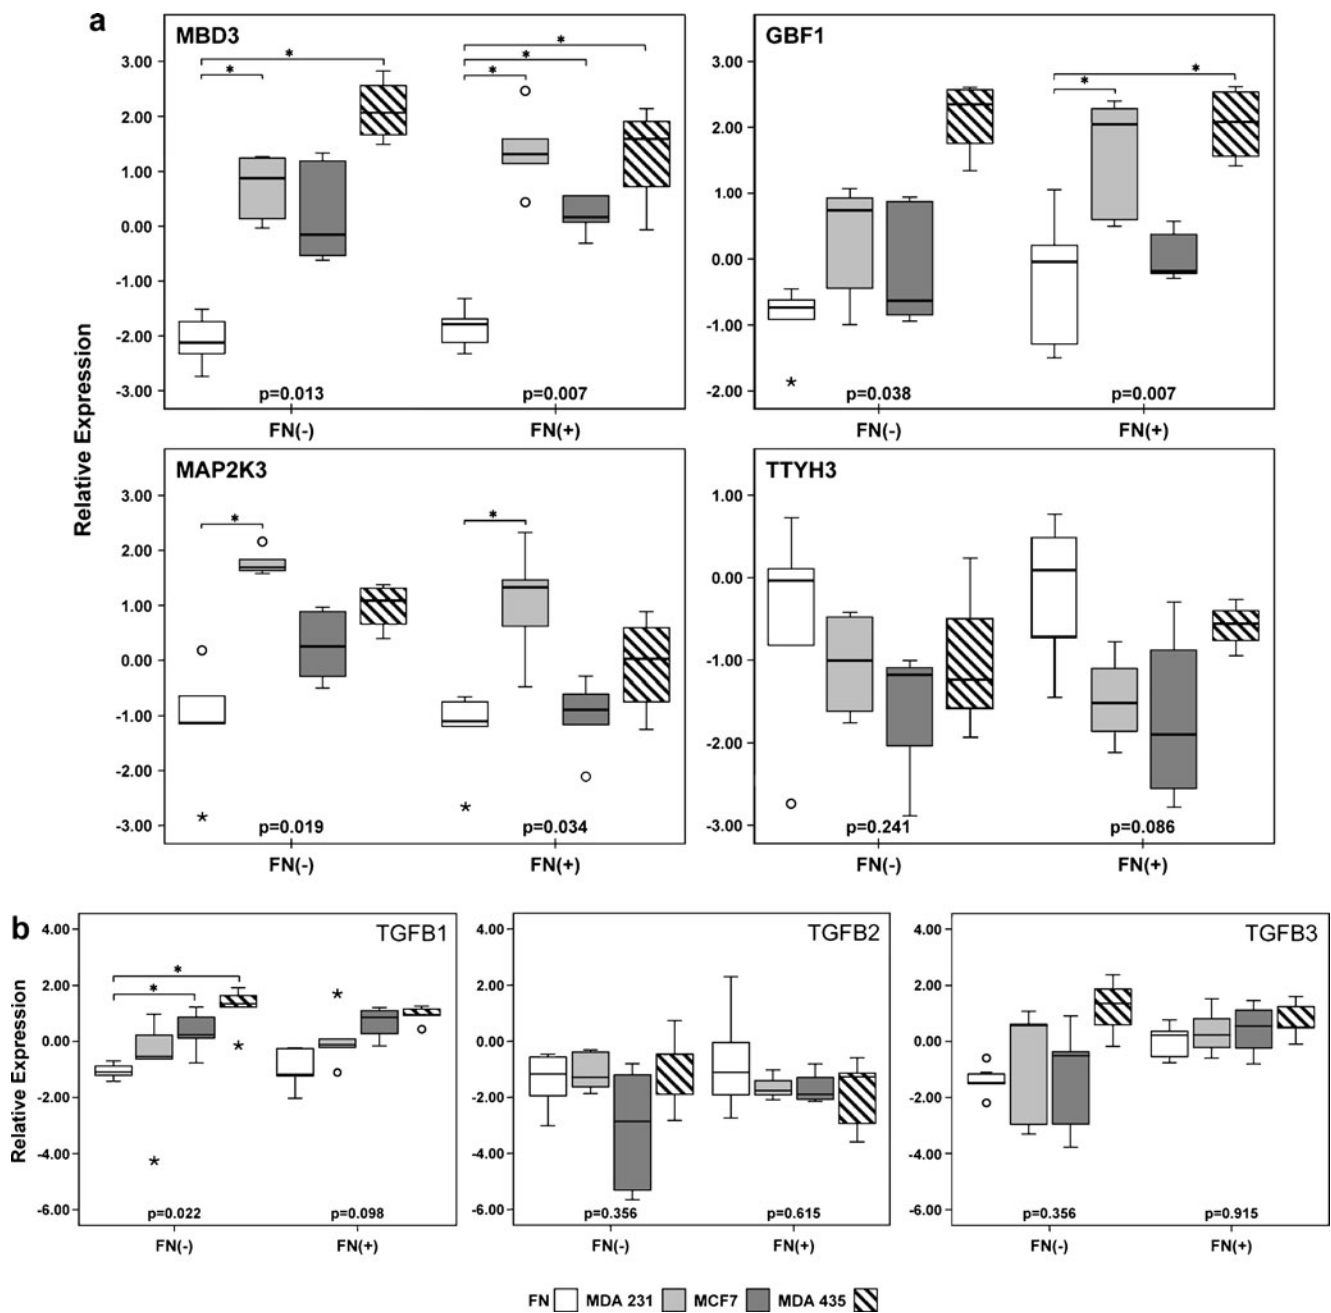 a
Relative Expression
MBD3
3.00
2.00
1.00
0.00
-1.00
-2.00
-3.00
* * * * *
p=0.013 p=0.007
FN(-) FN(+)
GBF1
3.00
2.00
1.00
0.00
-1.00
-2.00
* * *
p=0.038 p=0.007
FN(-) FN(+)
MAP2K3
3.00
2.00
1.00
0.00
-1.00
-2.00
-3.00
* *
p=0.019 p=0.034
FN(-) FN(+)
TTYH3
1.00
0.00
-1.00
-2.00
-3.00
p=0.241 p=0.086
FN(-) FN(+)
b
Relative Expression
TGFB1
4.00
2.00
0.00
-2.00
-4.00
-6.00
* *
p=0.022 p=0.098
FN(-) FN(+)
TGFB2
4.00
2.00
0.00
-2.00
-4.00
-6.00
p=0.356 p=0.615
FN(-) FN(+)
TGFB3
4.00
2.00
0.00
-2.00
-4.00
-6.00
p=0.356 p=0.915
FN(-) FN(+)
FN MDA 231 MCF7 MDA 435